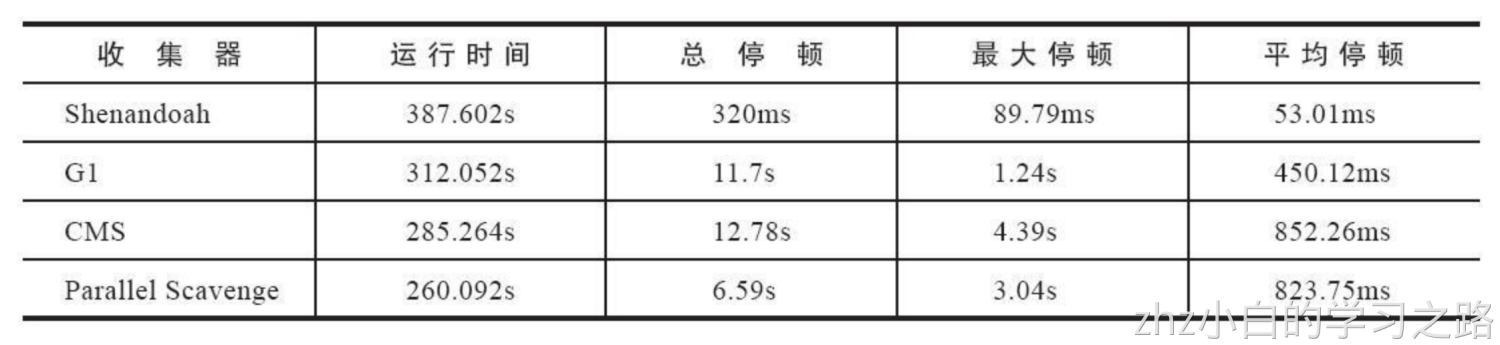 收集器 运行时间 总停顿 最大停顿 平均停顿
Shenandoah 387.602s 320ms 89.79ms 53.01ms
G1 312.052s 11.7s 1.24s 450.12ms
CMS 285.264s 12.78s 4.39s 852.26ms
Parallel Scavenge 260.092s 6.59s 3.04s 823.75ms
zhz小白的学习之路